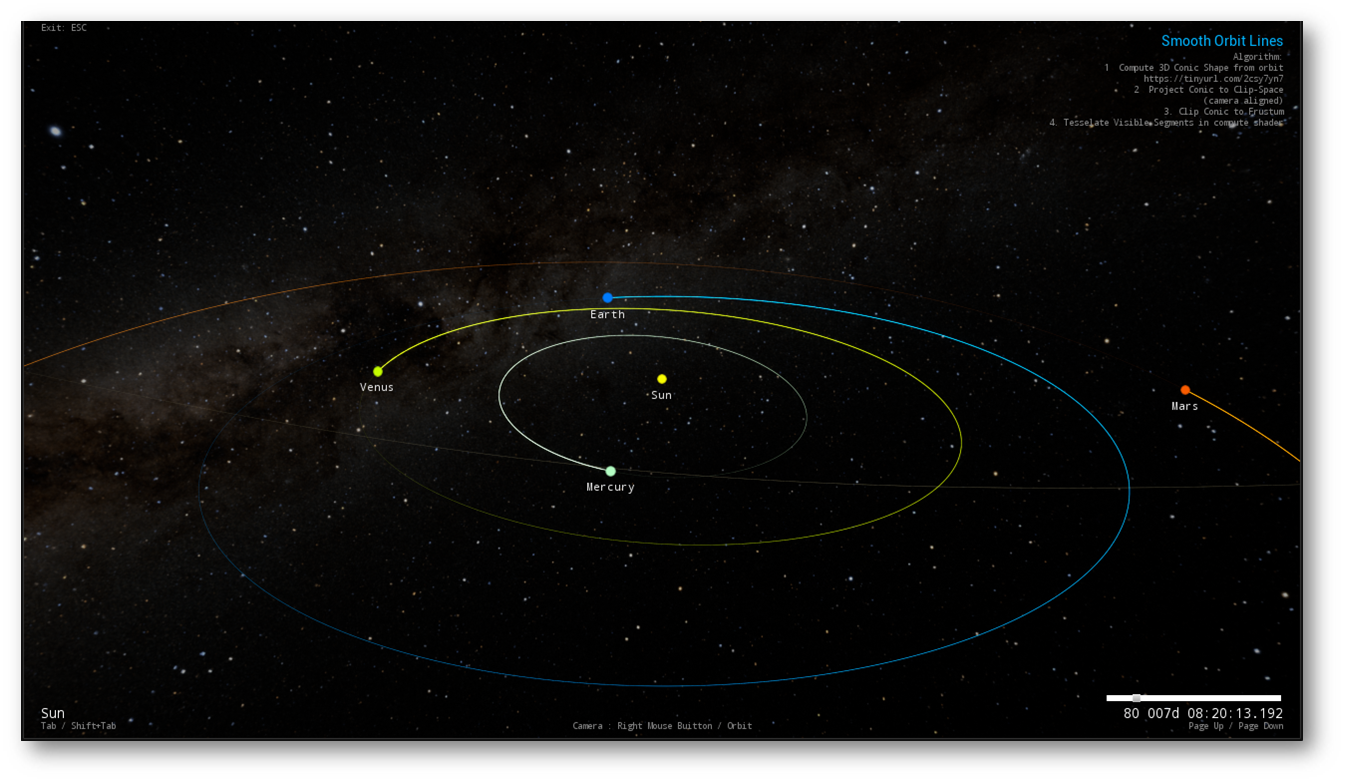 Exit: ESC
Smooth Orbit Lines
Algorithm:
1  Compute 3D Conic Shape from orbit
https://tinyurl.com/2csy7yn7
2  Project Conic to Clip-Space
(camera aligned)
3. Clip Conic to Frustum
4. Tesselate Visible Segments in compute shades
Earth
Venus
Sun
Mars
Mercury
Sun
Tab / Shift+Tab
Camera : Right Mouse Buitton / Orbit
80 007d 08:20:13.192
Page Up / Page Down